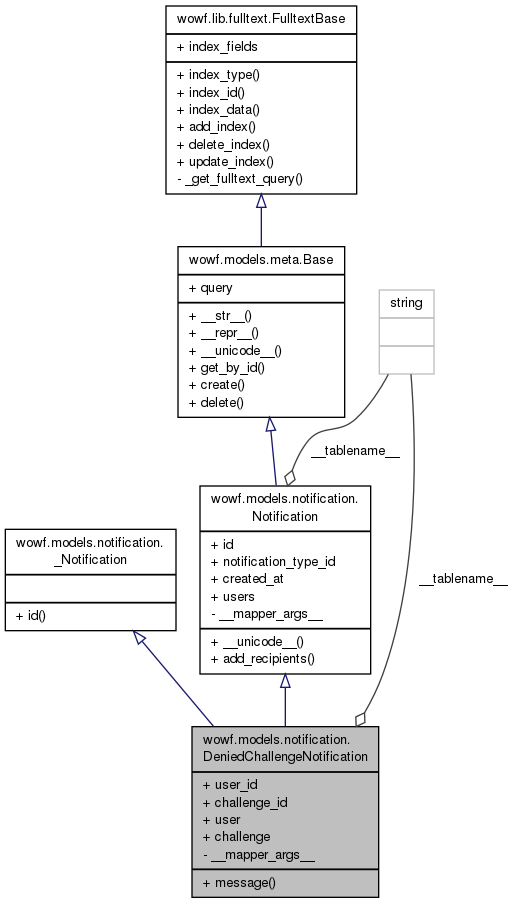 wowf.lib.fulltext.FulltextBase
+ index_fields
+ index_type()
+ index_id()
+ index_data()
+ add_index()
+ delete_index()
+ update_index()
- _get_fulltext_query()
wowf.models.meta.Base
+ query
+ __str__()
+ __repr__()
+ __unicode__()
+ get_by_id()
+ create()
+ delete()
string
__tablename__
wowf.models.notification.
Notification
+ id
+ notification_type_id
+ created_at
+ users
- __mapper_args__
+ __unicode__()
+ add_recipients()
wowf.models.notification.
_Notification
+ id()
__tablename__
wowf.models.notification.
DeniedChallengeNotification
+ user_id
+ challenge_id
+ user
+ challenge
- __mapper_args__
+ message()